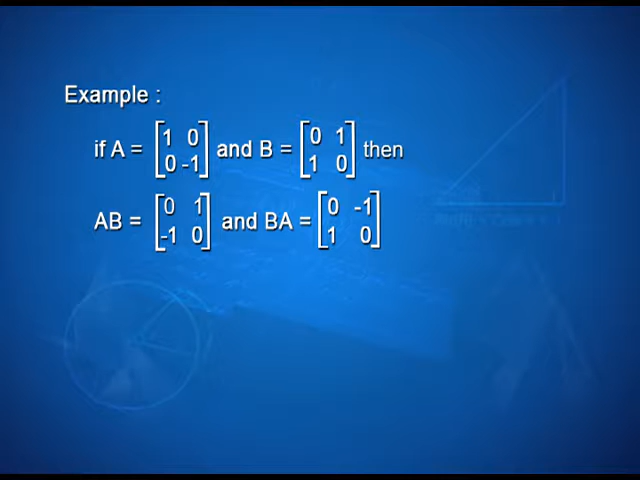 Example :
if A = [1 0 0 -1] and B = [0 1 1 0] then
AB = [0 1 -1 0] and BA = [0 -1 1 0]